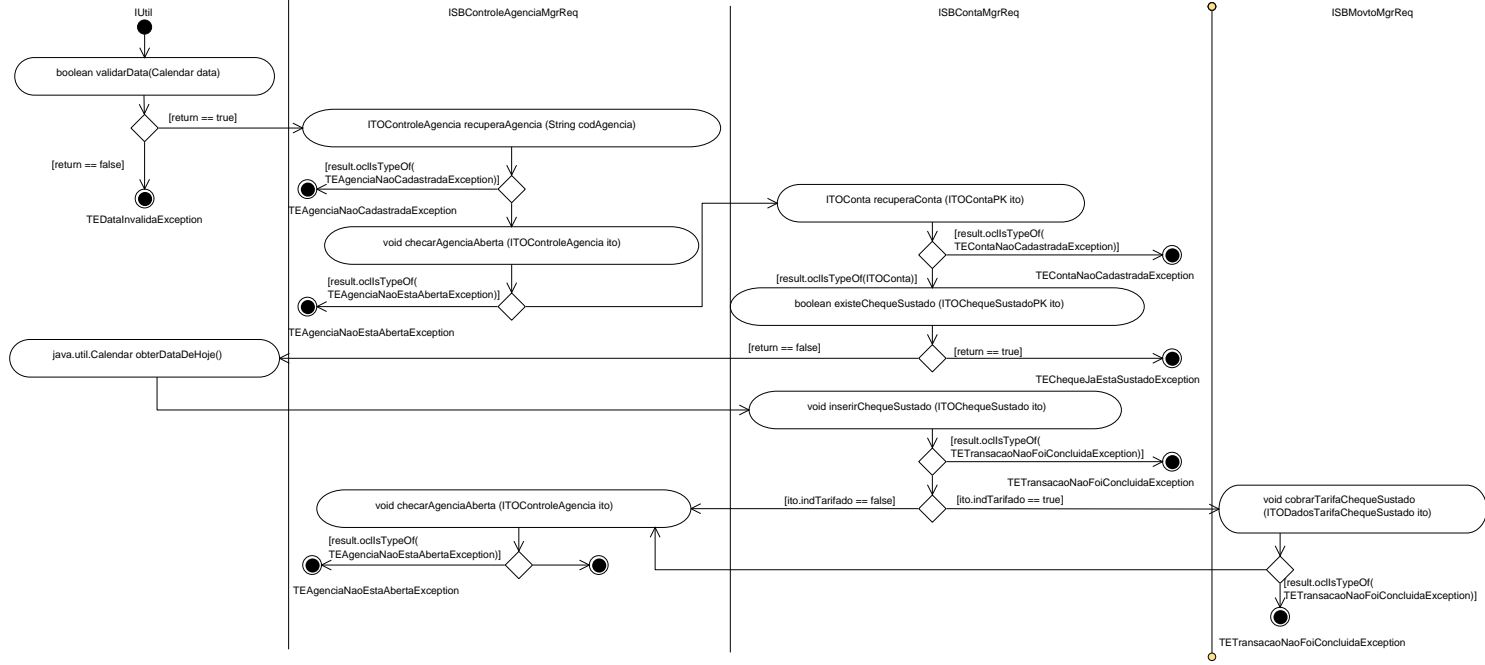 IUtil
ISBControleAgenciaMgrReq
ISBContaMgrReq
ISBMovtoMgrReq
boolean validarData(Calendar data)
[return == true]
[return == false]
TEDataInvalidaException
ITOControleAgencia recuperaAgencia (String codAgencia)
[result.oclIsTypeOf(
TEAgenciaNaoCadastradaException)]
TEAgenciaNaoCadastradaException
void checarAgenciaAberta (ITOControleAgencia ito)
[result.oclIsTypeOf(
TEAgenciaNaoEstaAbertaException)]
TEAgenciaNaoEstaAbertaException
ITOConta recuperaConta (ITOContaPK ito)
[result.oclIsTypeOf(
TEContaNaoCadastradaException)]
TEContaNaoCadastradaException
[result.oclIsTypeOf(ITOConta)]
boolean existeChequeSustado (ITOChequeSustadoPK ito)
[return == false]
[return == true]
TEChequeJaEstaSustadoException
java.util.Calendar obterDataDeHoje()
void inserirChequeSustado (ITOChequeSustado ito)
[result.oclIsTypeOf(
TETransacaoNaoFoiConcluidaException)]
TETransacaoNaoFoiConcluidaException
[ito.indTarifado == false]
[ito.indTarifado == true]
void cobrarTarifaChequeSustado
(ITODadosTarifaChequeSustado ito)
[result.oclIsTypeOf(
TETransacaoNaoFoiConcluidaException)]
TETransacaoNaoFoiConcluidaException
void checarAgenciaAberta (ITOControleAgencia ito)
[result.oclIsTypeOf(
TEAgenciaNaoEstaAbertaException)]
TEAgenciaNaoEstaAbertaException